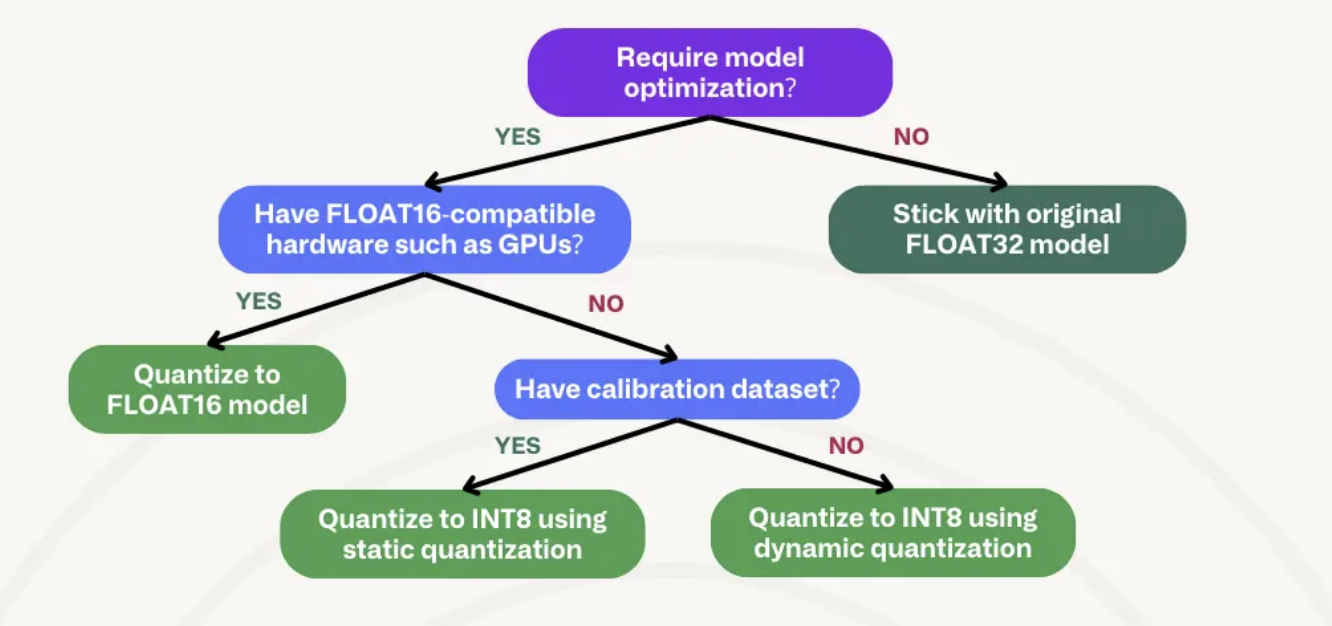 Require model
optimization?
YES
NO
Have FLOAT16-compatible
hardware such as GPUs?
Stick with original
FLOAT32 model
YES
NO
Quantize to
FLOAT16 model
Have calibration dataset?
YES
NO
Quantize to INT8 using
static quantization
Quantize to INT8 using
dynamic quantization